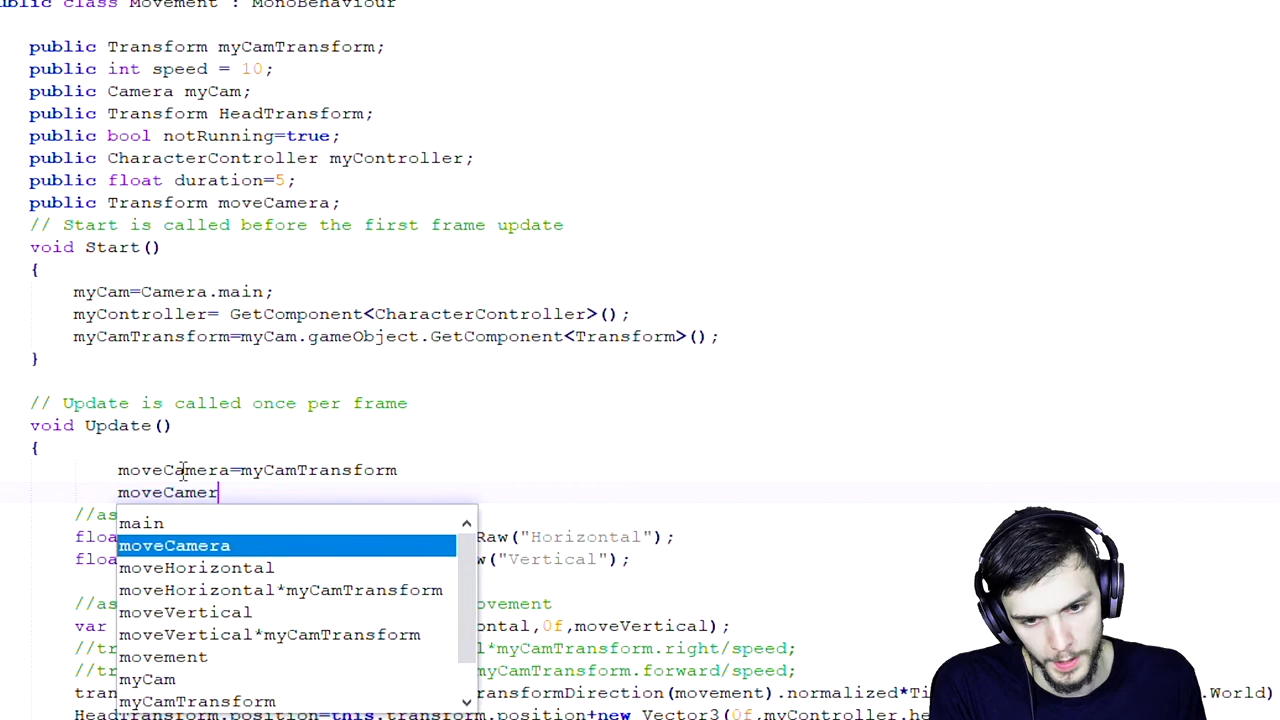 public class Movement : MonoBehaviour
public Transform myCamTransform;
public int speed = 10;
public Camera myCam;
public Transform HeadTransform;
public bool notRunning=true;
public CharacterController myController;
public float duration=5;
public Transform moveCamera;
// Start is called before the first frame update
void Start()
{
myCam=Camera.main;
myController= GetComponent<CharacterController>();
myCamTransform=myCam.gameObject.GetComponent<Transform>();
}
// Update is called once per frame
void Update()
{
moveCamera=myCamTransform
moveCamer
//as
main
floa Raw("Horizontal");
moveCamera
floa w("Vertical");
moveHorizontal
moveHorizontal*myCamTransform
//as ovement
moveVertical
var ontal,0f,moveVertical);
moveVertical*myCamTransform
//tr l*myCamTransform.right/speed;
movement
//tr myCamTransform.forward/speed;
myCam
tran ransformDirection(movement).normalized*Ti .World)
myCamTransform
HeadTransform.position=this.transform.position+new Vector3(0f,myController.he